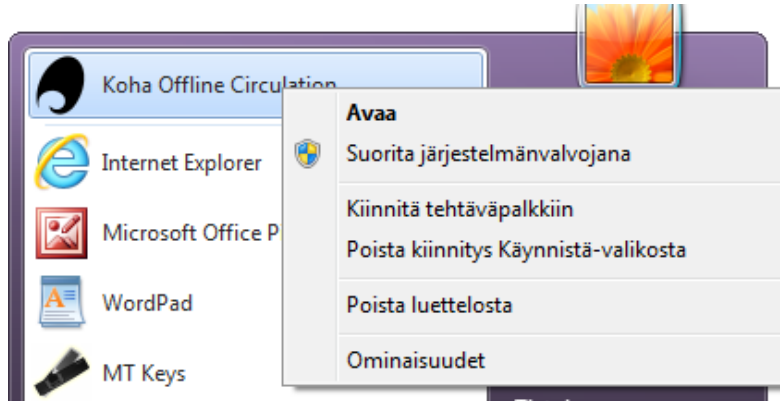 Koha Offline Circulation
Internet Explorer
Microsoft Office
WordPad
MT Keys
Avaa
Suorita järjestelmänvalvojana
Kiinnitä tehtäväpalkkiin
Poista kiinnitys Käynnistä-valikosta
Poista luettelosta
Ominaisuudet